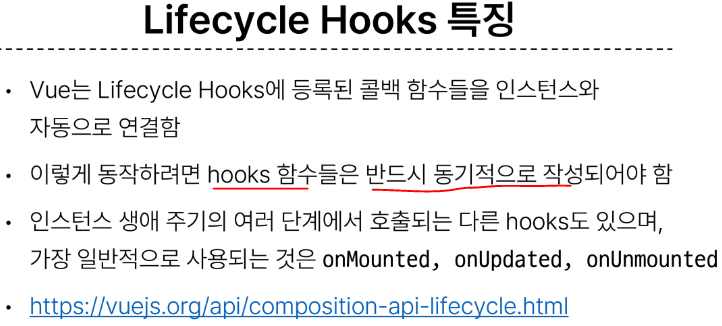 Lifecycle Hooks 특징
• Vue는 Lifecycle Hooks에 등록된 콜백 함수들을 인스턴스와
자동으로 연결함
• 이렇게 동작하려면 hooks 함수들은 반드시 동기적으로 작성되어야 함
• 인스턴스 생애 주기의 여러 단계에서 호출되는 다른 hooks도 있으며,
가장 일반적으로 사용되는 것은 onMounted, onUpdated, onUnmounted
• https://vuejs.org/api/composition-api-lifecycle.html